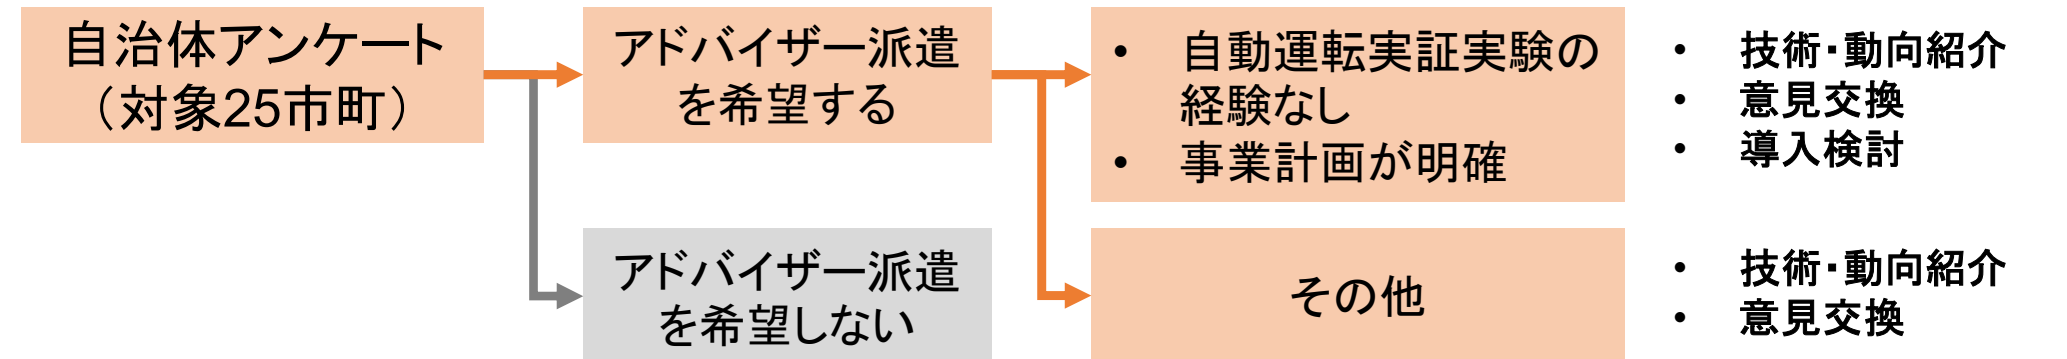 自治体アンケート
（対象25市町）
アドバイザー派遣
を希望する
• 自動運転実証実験の
経験なし
• 事業計画が明確
• 技術・動向紹介
• 意見交換
• 導入検討
アドバイザー派遣
を希望しない
その他
• 技術・動向紹介
• 意見交換